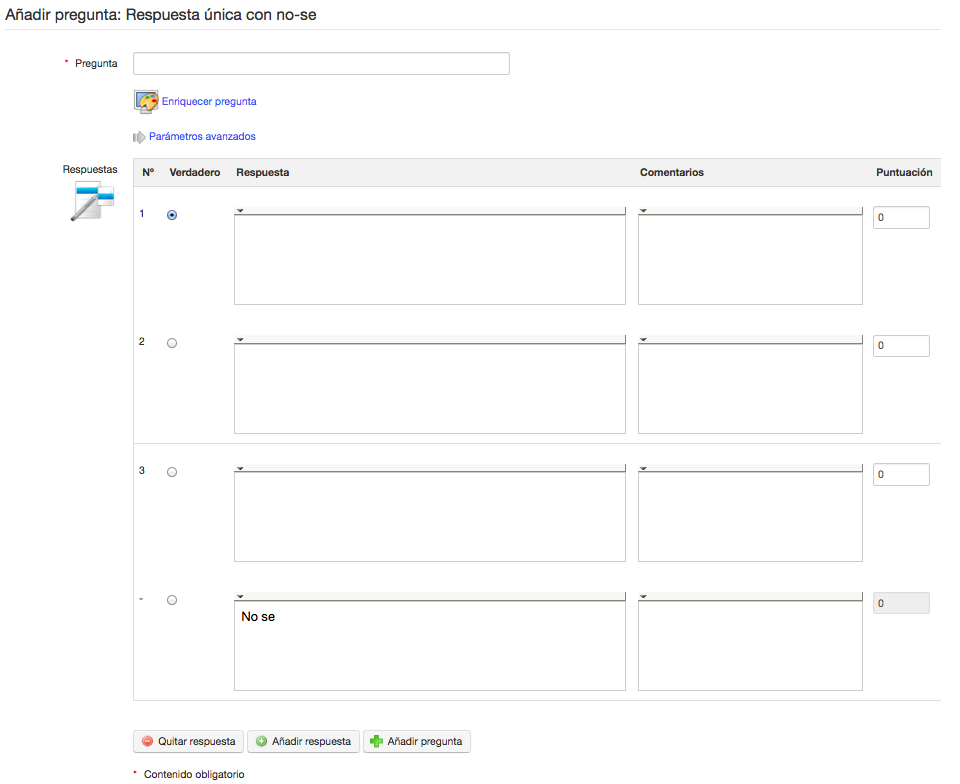 Añadir pregunta: Respuesta única con no-se
* Pregunta
Enriquecer pregunta
Parámetros avanzados
Respuestas
Nº Verdadero Respuesta Comentarios Puntuación
1 0
2 0
3 0
- No se 0
Quitar respuesta Añadir respuesta Añadir pregunta
* Contenido obligatorio